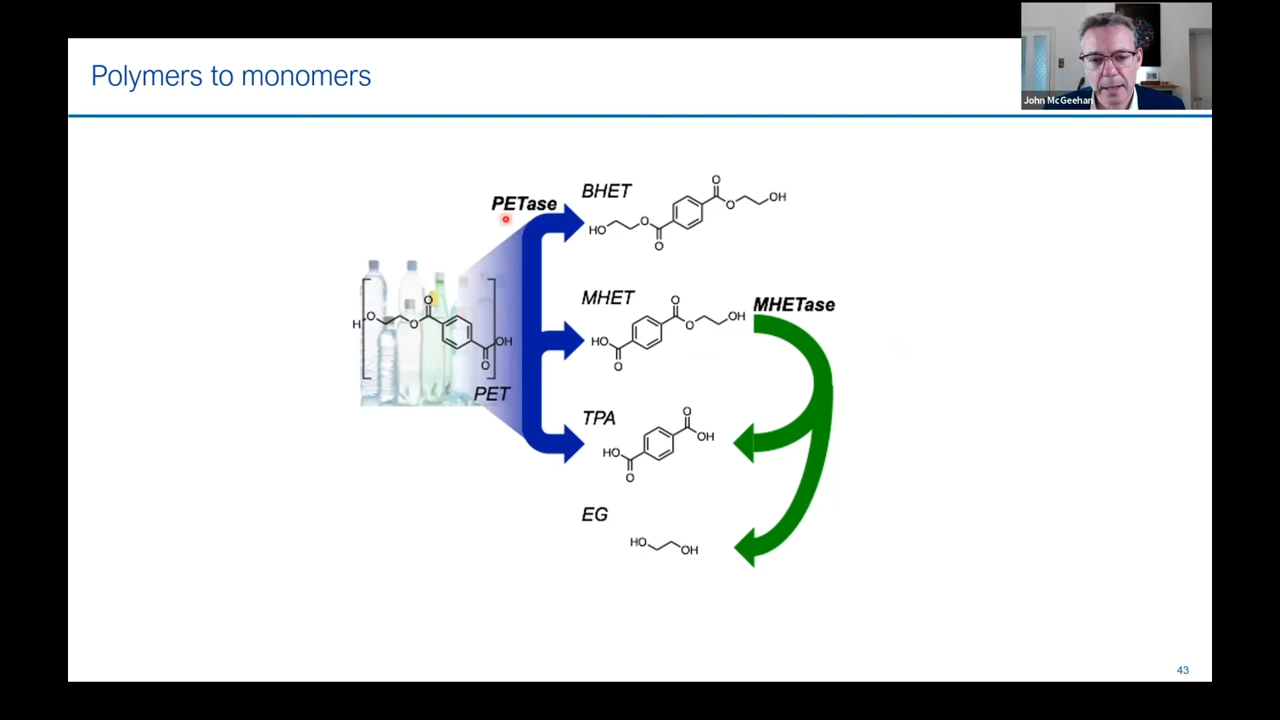 Polymers to monomers
John McGeehan
PETase
BHET
O
OH
O
O
HO
O
MHET
MHETase
O
OH
O
HO
O
O
H
O
O
OH
O
PET
TPA
O
OH
HO
O
EG
HO
OH
43